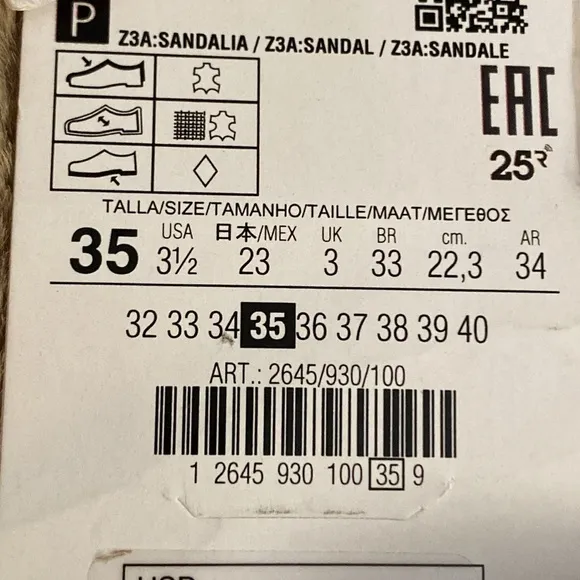 P
Z3A:SANDALIA / Z3A:SANDAL / Z3A:SANDALE
EAC
25R
TALLA/SIZE/TAMANHO/TAILLE/MAAT/ΜΕΓΕΘΟΣ
35 USA 日本/MEX UK BR cm. AR
3½ 23 3 33 22,3 34
32 33 34 35 36 37 38 39 40
ART.: 2645/930/100
1 2645 930 100 35 9